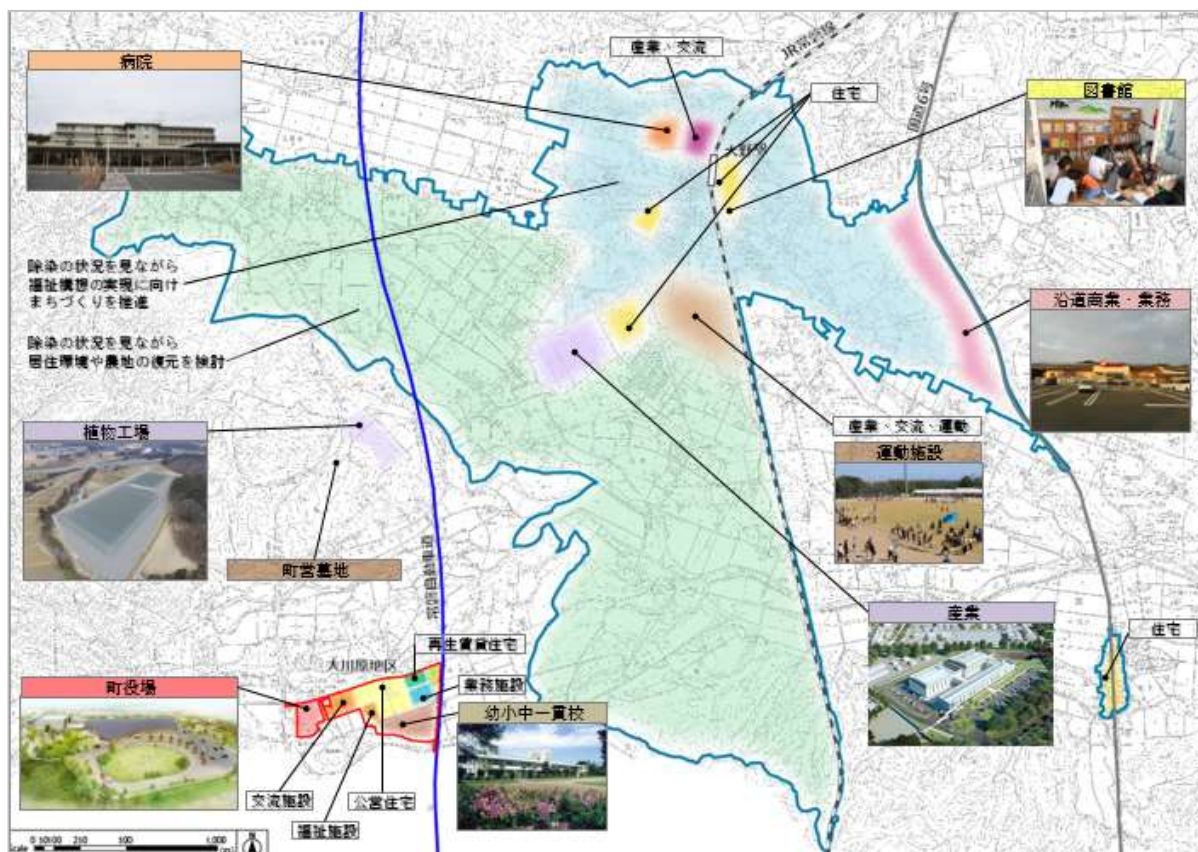 病院
産業・交流
JR常磐線
住宅
図書館
国道6号
大野駅
除染の状況を見ながら
福祉構想の実現に向け
まちづくりを推進
除染の状況を見ながら
居住環境や農地の復元を検討
沿道商業・業務
植物工場
産業・交流、運動
運動施設
町営墓地
常磐自動車道
産業
住宅
再生賃貸住宅
大川原地区
業務施設
町役場
幼小中一貫校
交流施設
公営住宅
福祉施設
N